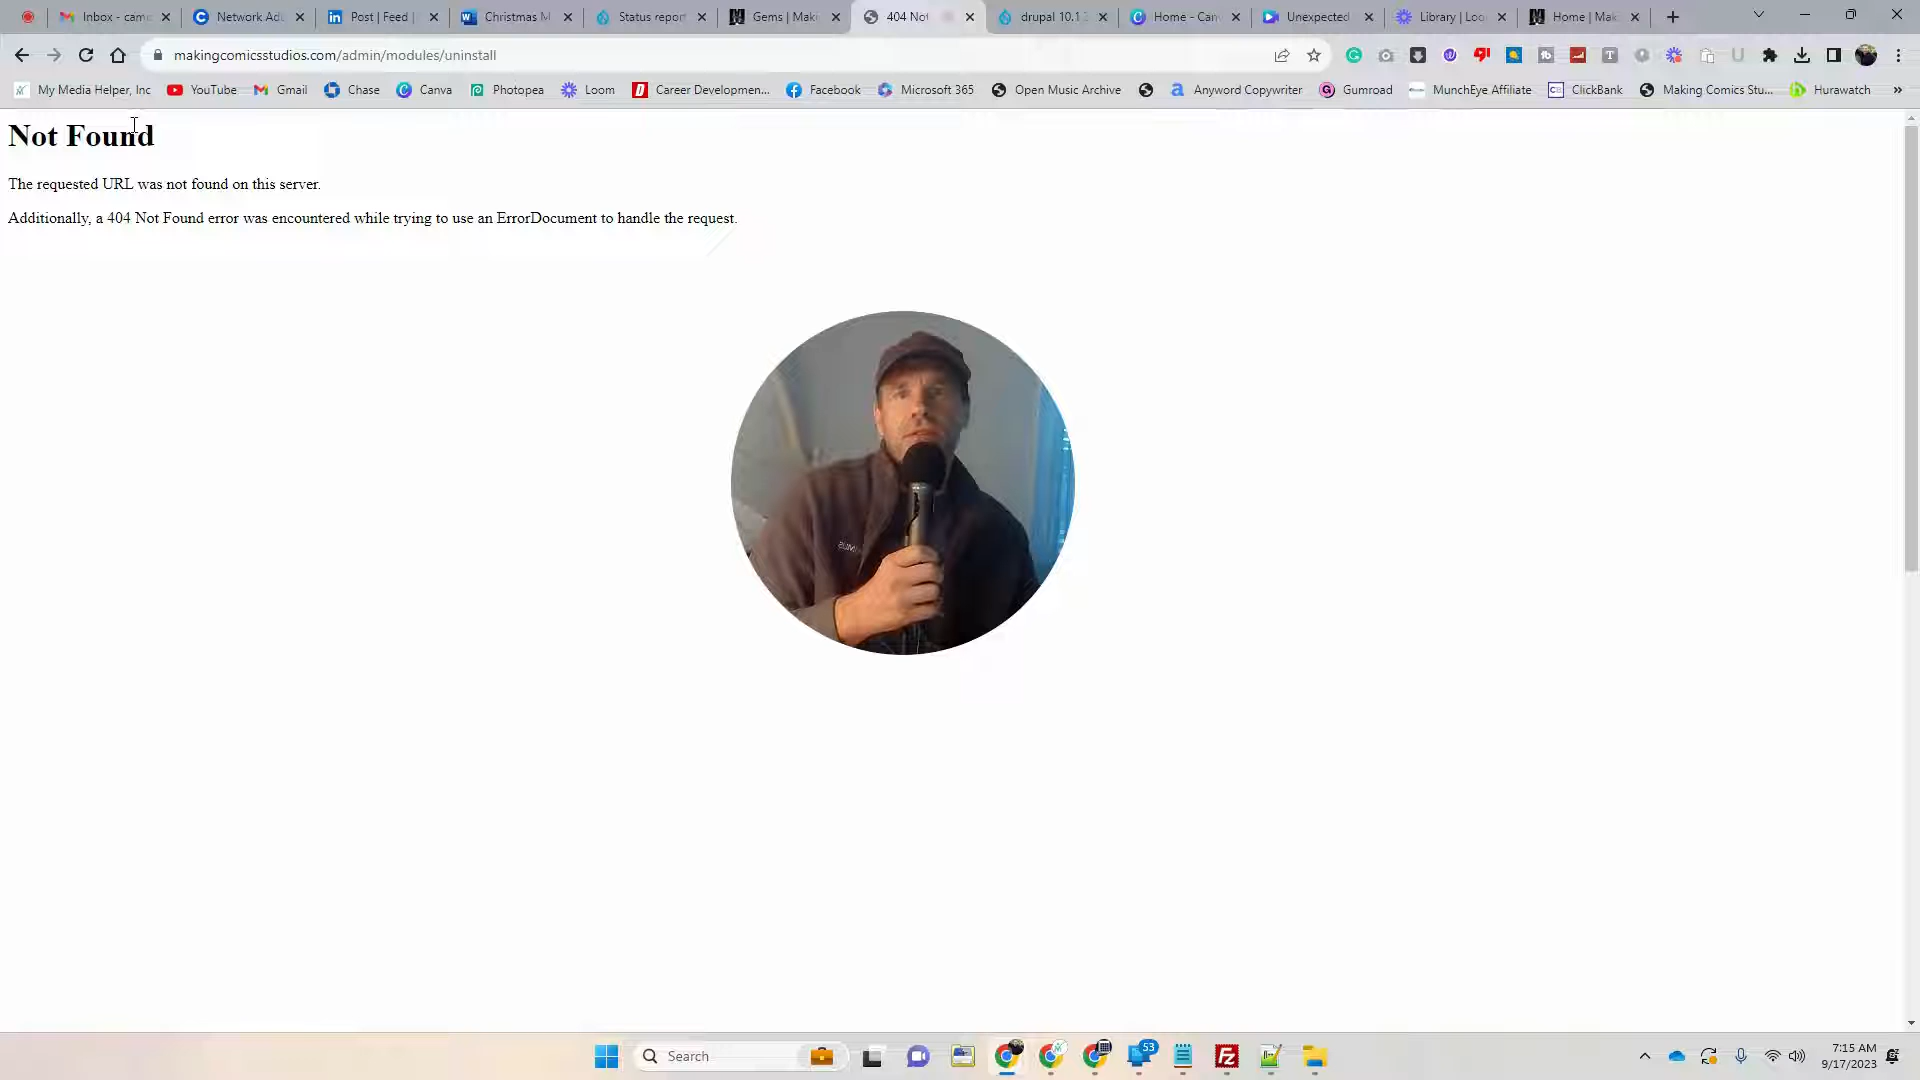 Inbox - cam
Network Ad
Post | Feed |
Christmas M
Status repor
Gems | Maki
404 Not
drupal 10.1
Home - Can
Unexpected
Library | Loo
Home | Mak
makingcomicsstudios.com/admin/modules/uninstall
My Media Helper, Inc
YouTube
Gmail
Chase
Canva
Photopea
Loom
Career Developmen...
Facebook
Microsoft 365
Open Music Archive
Anyword Copywriter
Gumroad
MunchEye Affiliate
ClickBank
Making Comics Stu...
Hurawatch
Not Found
The requested URL was not found on this server.
Additionally, a 404 Not Found error was encountered while trying to use an ErrorDocument to handle the request.
Search
53
7:15 AM
9/17/2023